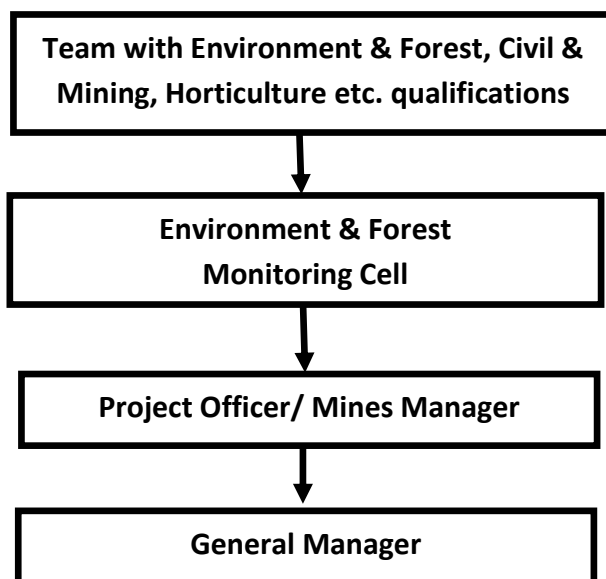 Team with Environment & Forest, Civil &
Mining, Horticulture etc. qualifications
Environment & Forest
Monitoring Cell
Project Officer/ Mines Manager
General Manager